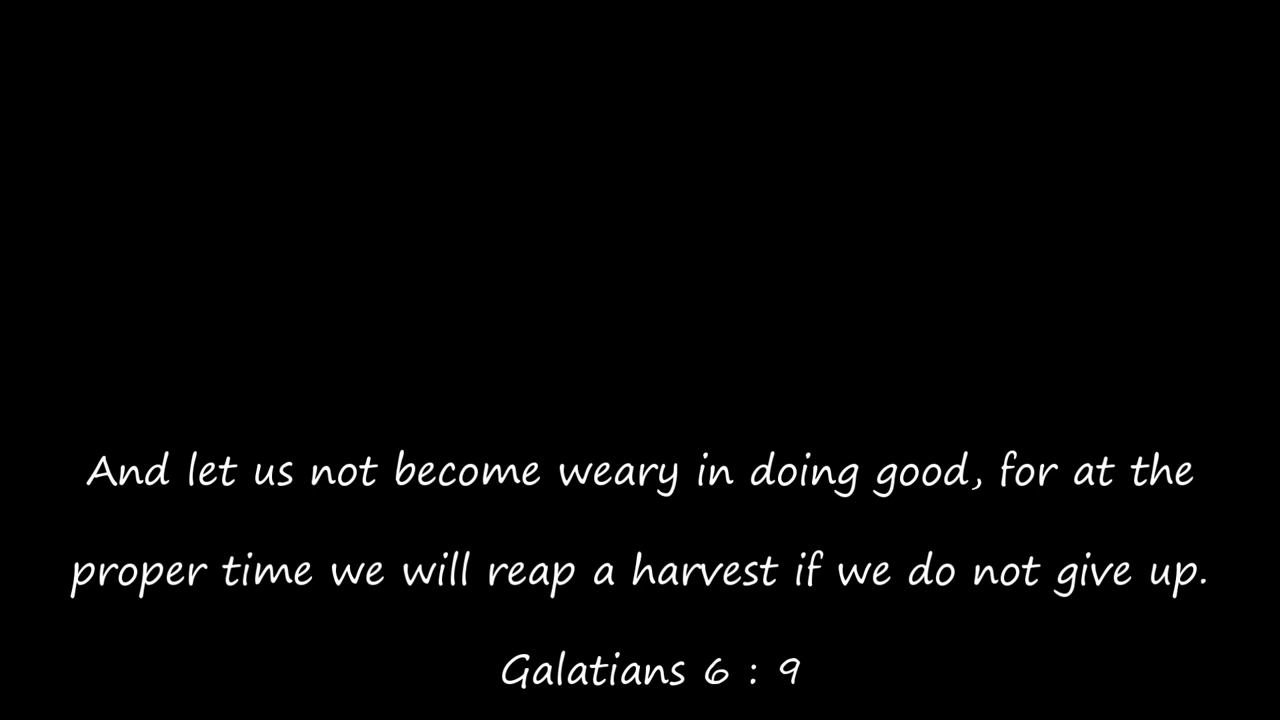 And let us not become weary in doing good, for at the
proper time we will reap a harvest if we do not give up.
Galatians 6 : 9